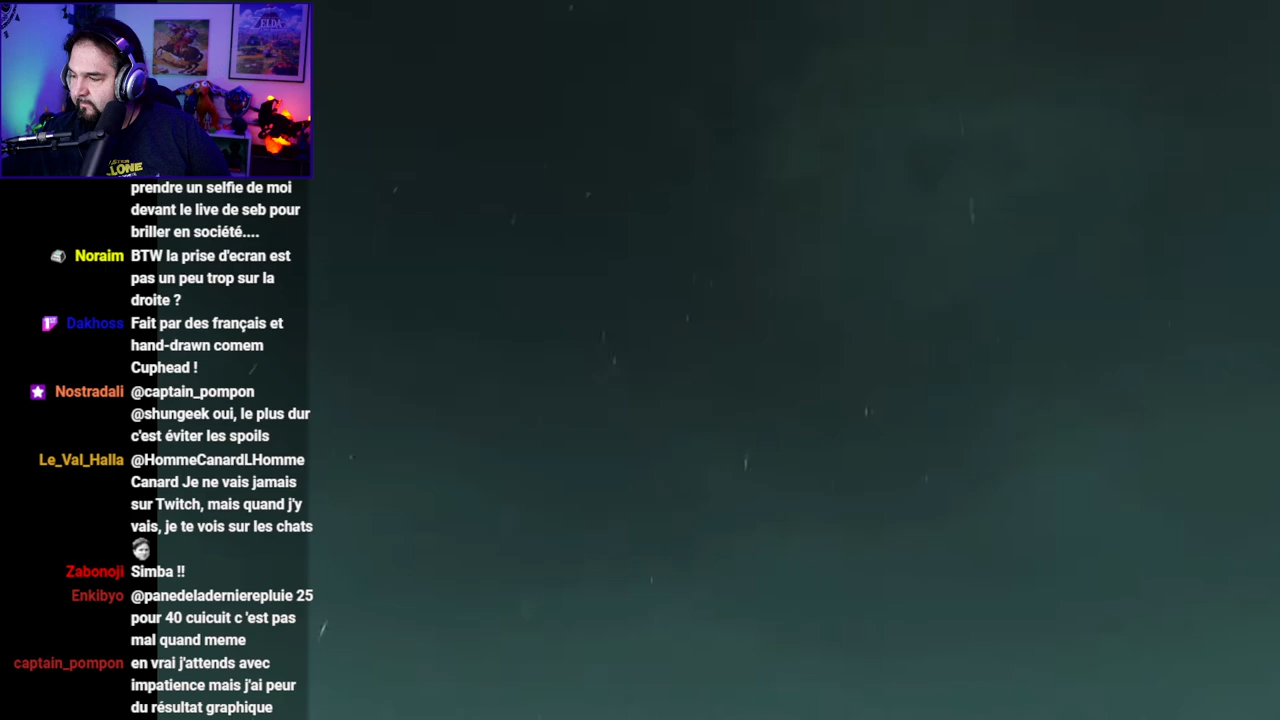 ZELDA
LONE
prendre un selfie de moi
devant le live de seb pour
briller en société....
Noraim BTW la prise d'ecran est
pas un peu trop sur la
droite ?
Dakhoss Fait par des français et
hand-drawn comem
Cuphead !
Nostradali @captain_pompon
@shungeek oui, le plus dur
c'est éviter les spoils
Le_Val_Halla @HommeCanardLHomme
Canard Je ne vais jamais
sur Twitch, mais quand j'y
vais, je te vois sur les chats
Zabonoji Simba !!
Enkibyo @panedeladernierepluie 25
pour 40 cuicuit c 'est pas
mal quand meme
captain_pompon en vrai j'attends avec
impatience mais j'ai peur
du résultat graphique